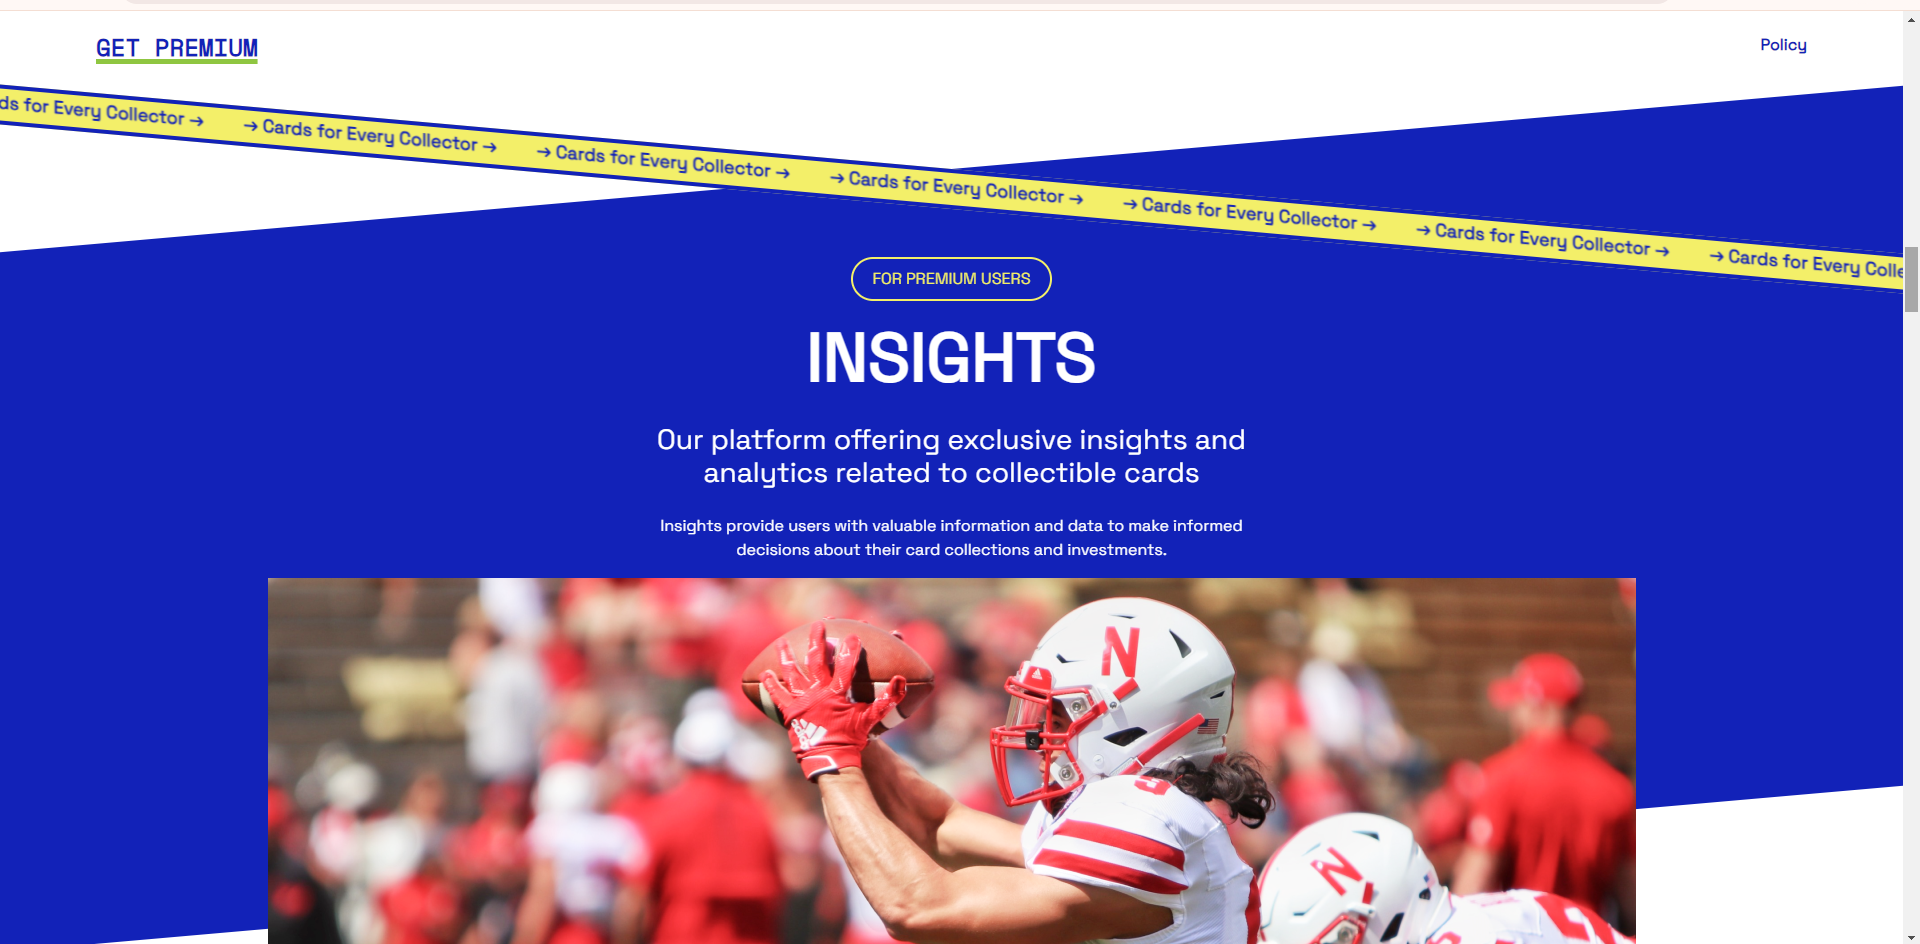 GET PREMIUM
Policy
ds for Every Collector → → Cards for Every Collector → → Cards for Every Collector → → Cards for Every Collector → → Cards for Every Collector → → Cards for Every Collector → → Cards for Every Colle
FOR PREMIUM USERS
INSIGHTS
Our platform offering exclusive insights and
analytics related to collectible cards
Insights provide users with valuable information and data to make informed
decisions about their card collections and investments.
N
N